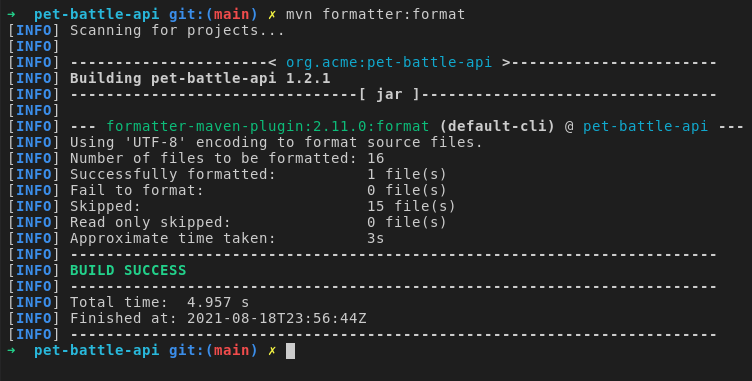 ➜  pet-battle-api git:(main) ✗ mvn formatter:format
[INFO] Scanning for projects...
[INFO]
[INFO] ----------------------< org.acme:pet-battle-api >-----------------------
[INFO] Building pet-battle-api 1.2.1
[INFO] --------------------------------[ jar ]---------------------------------
[INFO]
[INFO] --- formatter-maven-plugin:2.11.0:format (default-cli) @ pet-battle-api ---
[INFO] Using 'UTF-8' encoding to format source files.
[INFO] Number of files to be formatted: 16
[INFO] Successfully formatted:          1 file(s)
[INFO] Fail to format:                  0 file(s)
[INFO] Skipped:                         15 file(s)
[INFO] Read only skipped:               0 file(s)
[INFO] Approximate time taken:          3s
[INFO] ------------------------------------------------------------------------
[INFO] BUILD SUCCESS
[INFO] ------------------------------------------------------------------------
[INFO] Total time:  4.957 s
[INFO] Finished at: 2021-08-18T23:56:44Z
[INFO] ------------------------------------------------------------------------
➜  pet-battle-api git:(main) ✗